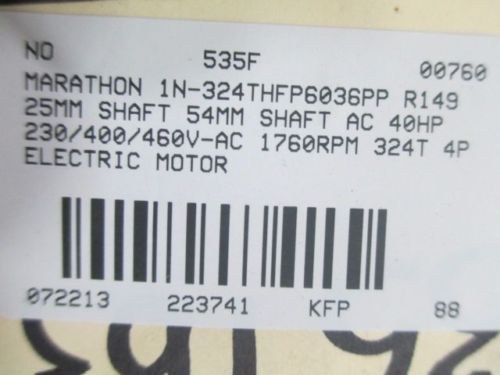 NO 535F 00760
MARATHON 1N-324THFP6036PP R149
25MM SHAFT 54MM SHAFT AC 40HP
230/400/460V-AC 1760RPM 324T 4P
ELECTRIC MOTOR
072213 223741 KFP 88